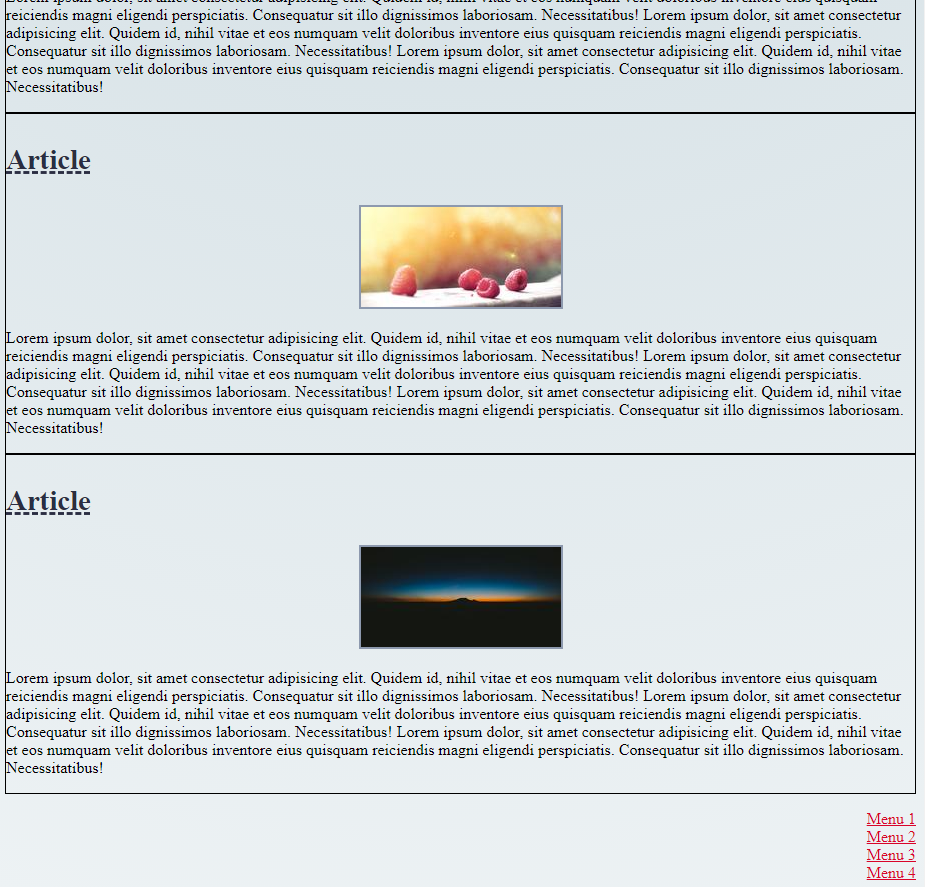 reiciendis magni eligendi perspiciatis. Consequatur sit illo dignissimos laboriosam. Necessitatibus! Lorem ipsum dolor, sit amet consectetur
adipisicing elit. Quidem id, nihil vitae et eos numquam velit doloribus inventore eius quisquam reiciendis magni eligendi perspiciatis.
Consequatur sit illo dignissimos laboriosam. Necessitatibus! Lorem ipsum dolor, sit amet consectetur adipisicing elit. Quidem id, nihil vitae
et eos numquam velit doloribus inventore eius quisquam reiciendis magni eligendi perspiciatis. Consequatur sit illo dignissimos laboriosam.
Necessitatibus!
Article
Lorem ipsum dolor, sit amet consectetur adipisicing elit. Quidem id, nihil vitae et eos numquam velit doloribus inventore eius quisquam
reiciendis magni eligendi perspiciatis. Consequatur sit illo dignissimos laboriosam. Necessitatibus! Lorem ipsum dolor, sit amet consectetur
adipisicing elit. Quidem id, nihil vitae et eos numquam velit doloribus inventore eius quisquam reiciendis magni eligendi perspiciatis.
Consequatur sit illo dignissimos laboriosam. Necessitatibus! Lorem ipsum dolor, sit amet consectetur adipisicing elit. Quidem id, nihil vitae
et eos numquam velit doloribus inventore eius quisquam reiciendis magni eligendi perspiciatis. Consequatur sit illo dignissimos laboriosam.
Necessitatibus!
Article
Lorem ipsum dolor, sit amet consectetur adipisicing elit. Quidem id, nihil vitae et eos numquam velit doloribus inventore eius quisquam
reiciendis magni eligendi perspiciatis. Consequatur sit illo dignissimos laboriosam. Necessitatibus! Lorem ipsum dolor, sit amet consectetur
adipisicing elit. Quidem id, nihil vitae et eos numquam velit doloribus inventore eius quisquam reiciendis magni eligendi perspiciatis.
Consequatur sit illo dignissimos laboriosam. Necessitatibus! Lorem ipsum dolor, sit amet consectetur adipisicing elit. Quidem id, nihil vitae
et eos numquam velit doloribus inventore eius quisquam reiciendis magni eligendi perspiciatis. Consequatur sit illo dignissimos laboriosam.
Necessitatibus!
Menu 1
Menu 2
Menu 3
Menu 4